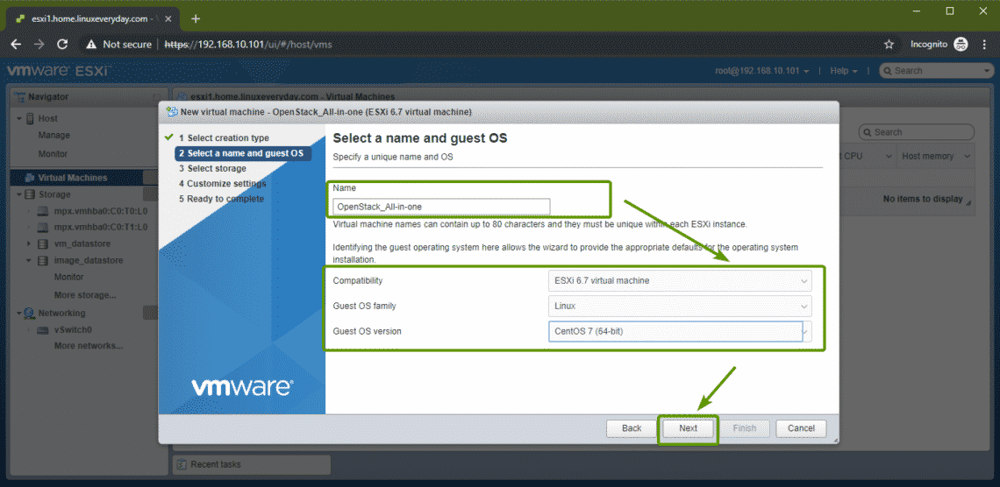 esxi1.home.linuxeveryday.com - V
Not secure https://192.168.10.101/ui/#/host/vms
Incognito
vmware ESXi™
root@192.168.10.101
Help
Search
Navigator
esxi1.home.linuxeveryday.com - Virtual Machines
Host
Manage
Monitor
Virtual Machines
Storage
mpx.vmhba0:C0:T0:L0
mpx.vmhba0:C0:T1:L0
vm_datastore
image_datastore
Monitor
More storage...
Networking
vSwitch0
More networks...
Search
t CPU
Host memory
No items to display
New virtual machine - OpenStack_All-in-one (ESXi 6.7 virtual machine)
1 Select creation type
2 Select a name and guest OS
3 Select storage
4 Customize settings
5 Ready to complete
vmware®
Select a name and guest OS
Specify a unique name and OS
Name
OpenStack_All-in-one
Virtual machine names can contain up to 80 characters and they must be unique within each ESXi instance.
Identifying the guest operating system here allows the wizard to provide the appropriate defaults for the operating system
installation.
Compatibility
ESXi 6.7 virtual machine
Guest OS family
Linux
Guest OS version
CentOS 7 (64-bit)
Back
Next
Finish
Cancel
Recent tasks